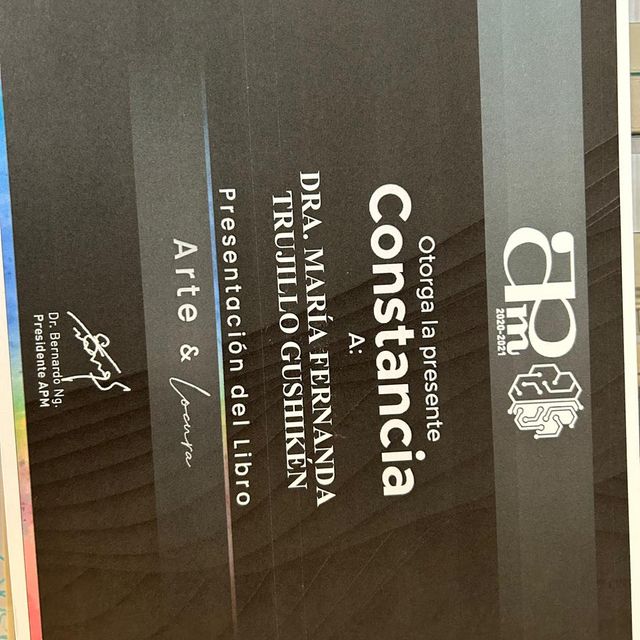 apm
2020-2021
Otorga la presente
Constancia
A:
DRA. MARÍA FERNANDA
TRUJILLO GUSHIKÉN
Presentación del Libro
Arte & locura
Dr. Bernardo Ng.
Presidente APM